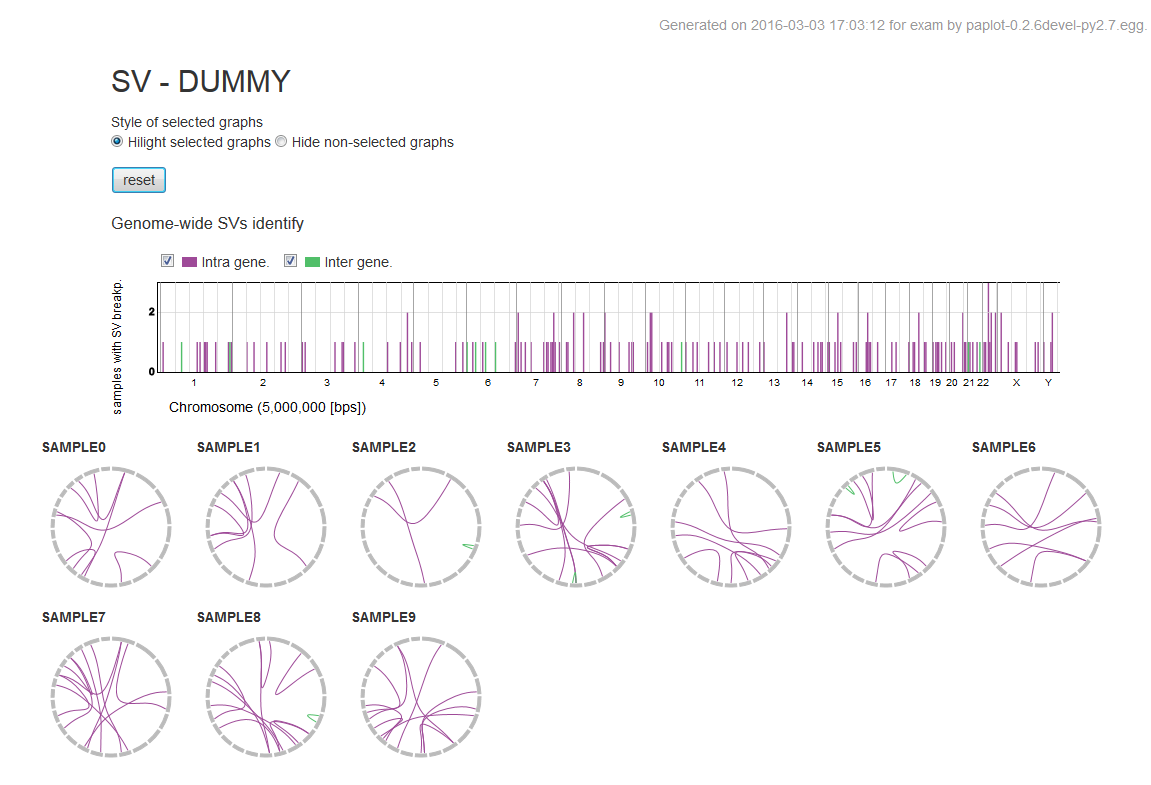 Generated on 2016-03-03 17:03:12 for exam by paplot-0.2.6devel-py2.7.egg.
SV - DUMMY
Style of selected graphs
Hilight selected graphs Hide non-selected graphs
reset
Genome-wide SVs identify
Intra gene. Inter gene.
samples with SV breakp.
2
0
1 2 3 4 5 6 7 8 9 10 11 12 13 14 15 16 17 18 19 20 21 22 X Y
Chromosome (5,000,000 [bps])
SAMPLE0 SAMPLE1 SAMPLE2 SAMPLE3 SAMPLE4 SAMPLE5 SAMPLE6
SAMPLE7 SAMPLE8 SAMPLE9